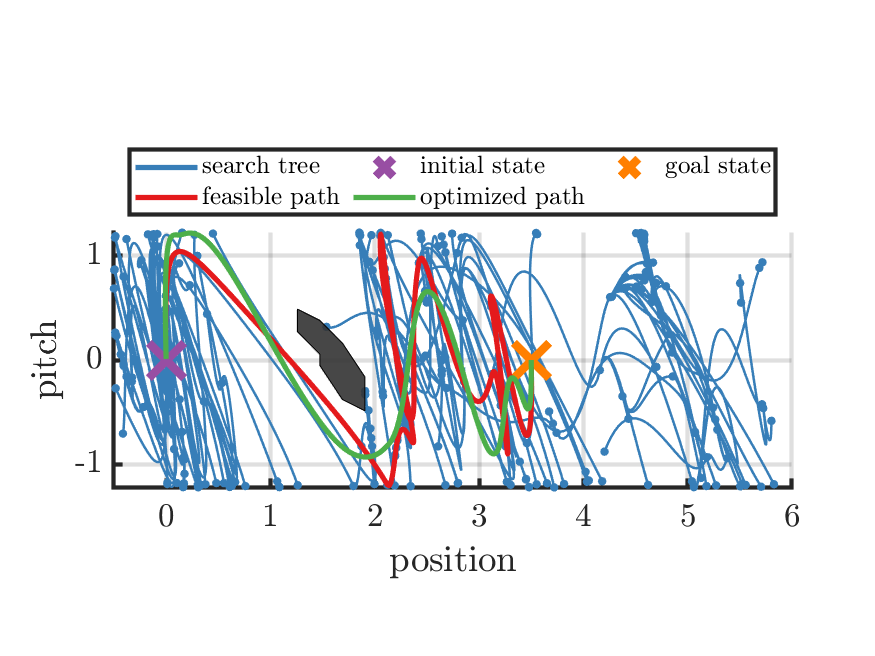 search tree initial state goal state
feasible path optimized path
1
0
-1
0 1 2 3 4 5 6
position
pitch